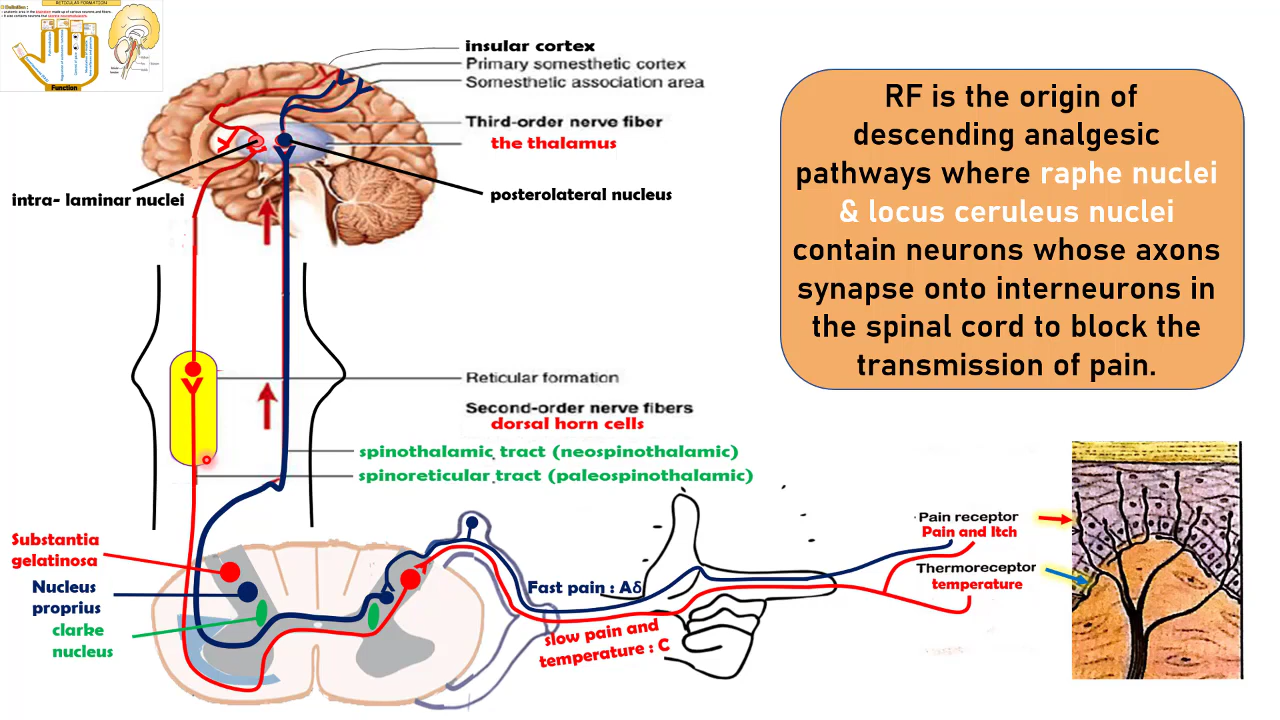 RETICULAR FORMATION
Definition :
Function
insular cortex
Primary somesthetic cortex
Somesthetic association area
Third-order nerve fiber
the thalamus
intra- laminar nuclei
posterolateral nucleus
RF is the origin of
descending analgesic
pathways where raphe nuclei
& locus ceruleus nuclei
contain neurons whose axons
synapse onto interneurons in
the spinal cord to block the
transmission of pain.
Reticular formation
Second-order nerve fibers
dorsal horn cells
spinothalamic tract (neospinothalamic)
spinoreticular tract (paleospinothalamic)
Substantia
gelatinosa
Nucleus
proprius
clarke
nucleus
Fast pain : Aδ
slow pain and
temperature : C
Pain receptor
Pain and Itch
Thermoreceptor
temperature